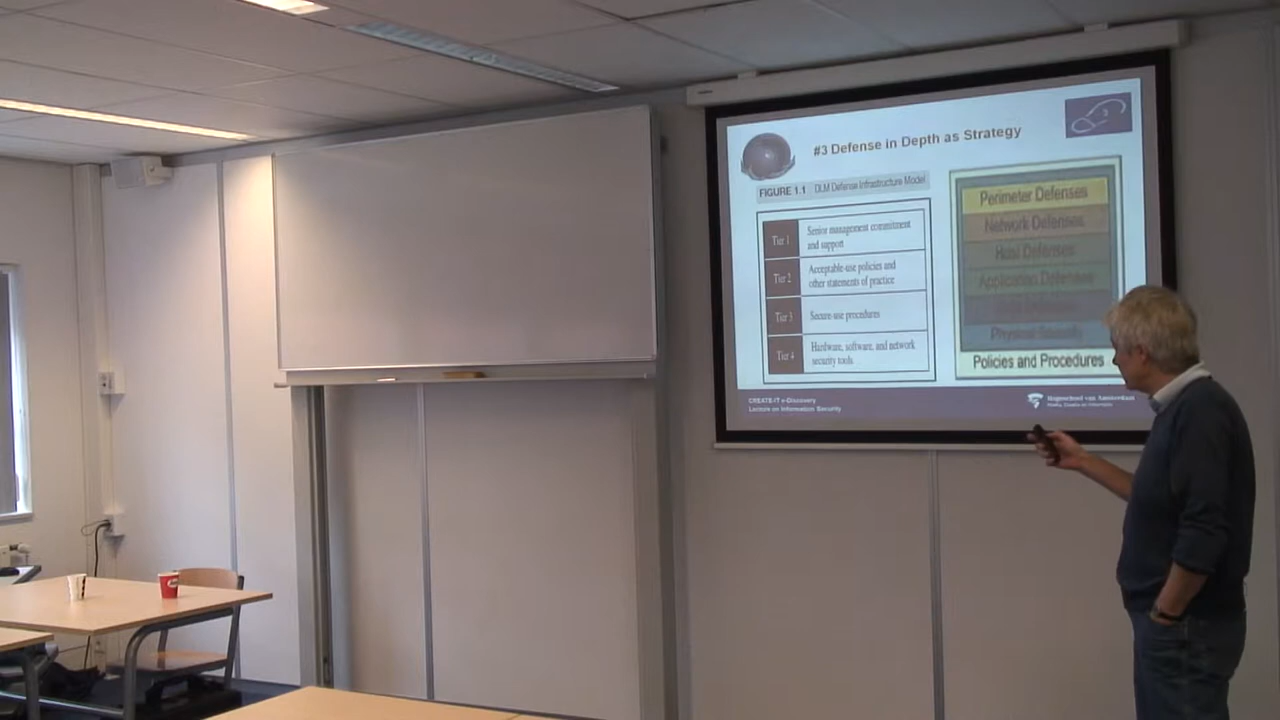 #3 Defense in Depth as Strategy
FIGURE 1.1 DLM Defense Infrastructure Model
Tier 1
Senior management commitment
and support
Tier 2
Acceptable-use policies and
other statements of practice
Tier 3
Secure-use procedures
Tier 4
Hardware, software, and network
security tools.
Perimeter Defenses
Network Defenses
Host Defenses
Application Defenses
Physical Security
Policies and Procedures
CREATE-IT e-Discovery
Lecture on Information Security
Hogeschool van Amsterdam